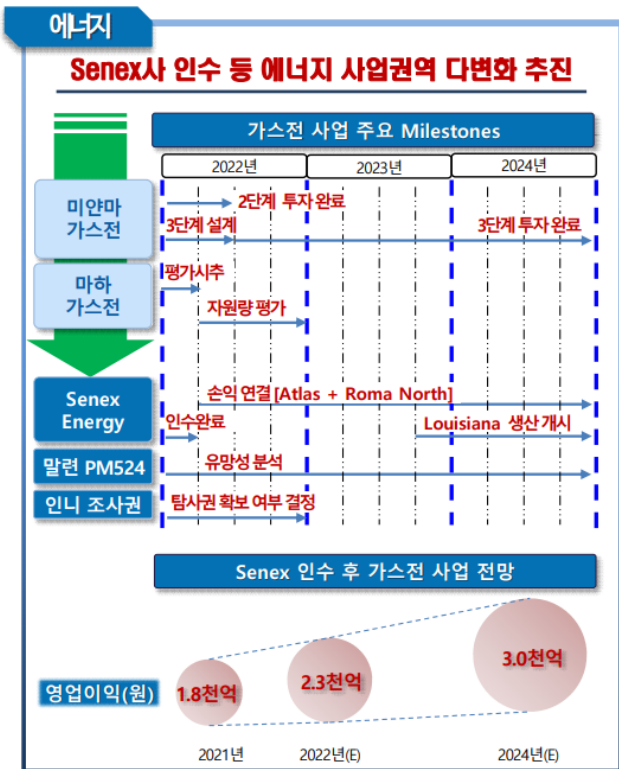 에너지
Senex사 인수 등 에너지 사업권역 다변화 추진
가스전 사업 주요 Milestones
2022년 2023년 2024년
미얀마
가스전
2단계 투자 완료
3단계 설계 3단계 투자 완료
마하
가스전
평가시추
자원량 평가
Senex
Energy
손익 연결 [Atlas + Roma North]
인수완료 Louisiana 생산 개시
말련 PM524 유망성 분석
인니 조사권 탐사권 확보 여부 결정
Senex 인수 후 가스전 사업 전망
영업이익(원) 1.8천억 2.3천억 3.0천억
2021년 2022년(E) 2024년(E)